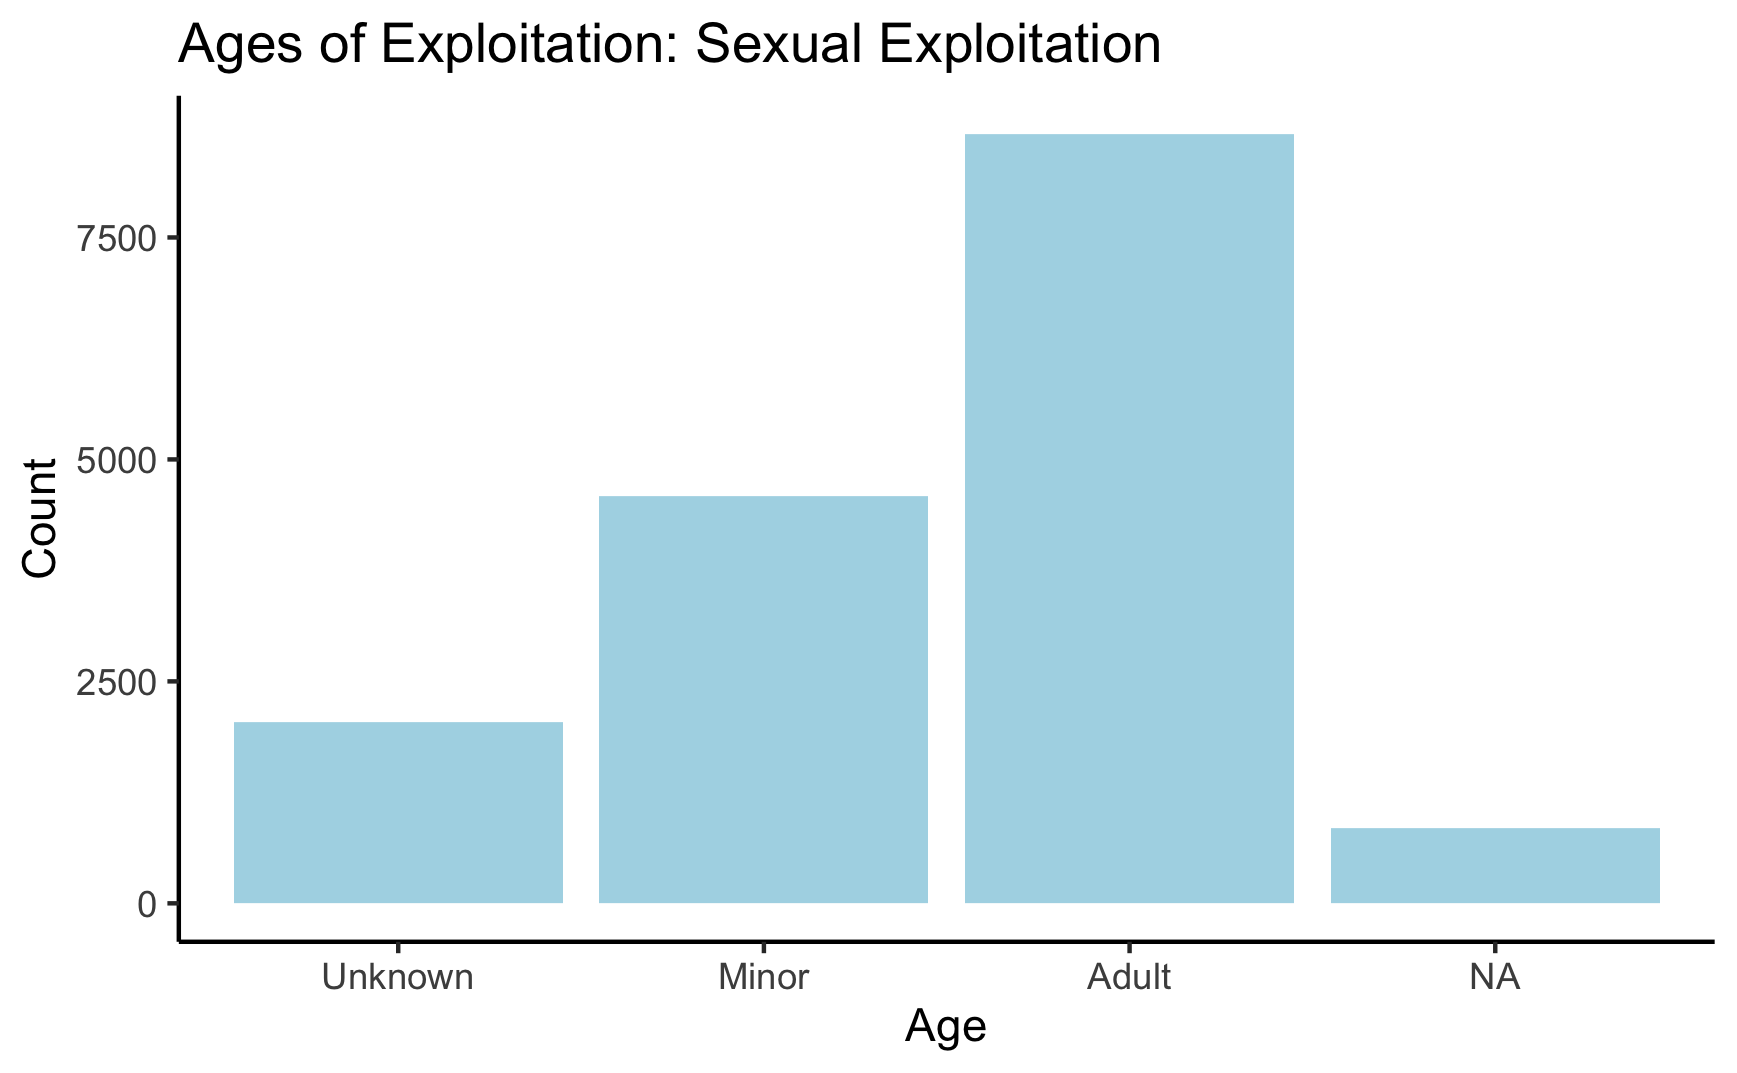 Ages of Exploitation: Sexual Exploitation
7500
5000
2500
0
Count
Unknown Minor Adult NA
Age